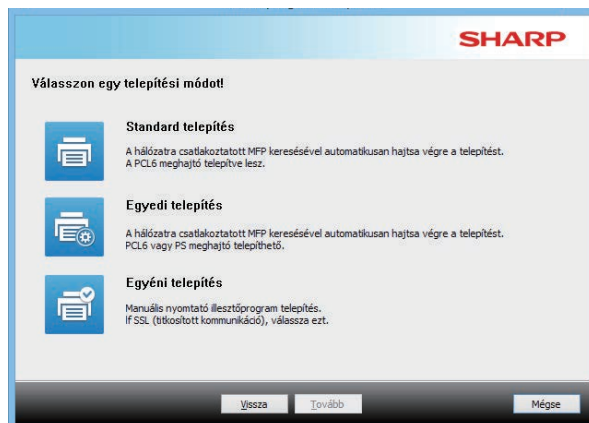 SHARP
Válasszon egy telepítési módot!
Standard telepítés
A hálózatra csatlakoztatott MFP keresésével automatikusan hajtsa végre a telepítést.
A PCL6 meghajtó telepítve lesz.
Egyedi telepítés
A hálózatra csatlakoztatott MFP keresésével automatikusan hajtsa végre a telepítést.
PCL6 vagy PS meghajtó telepíthető.
Egyéni telepítés
Manuális nyomtató illesztőprogram telepítés.
If SSL (titkosított kommunikáció), válassza ezt.
Vissza Tovább Mégse